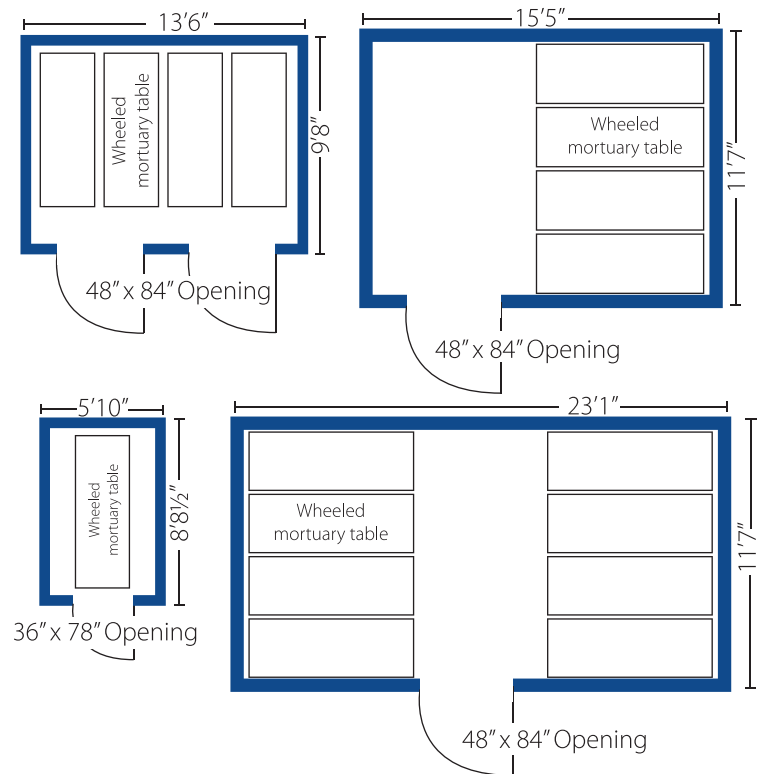 13′6″
Wheeled
mortuary table
9′8″
48″ x 84″ Opening
15′5″
Wheeled
mortuary table
11′7″
48″ x 84″ Opening
5′10″
Wheeled
mortuary table
8′8½″
36″ x 78″ Opening
23′1″
Wheeled
mortuary table
11′7″
48″ x 84″ Opening